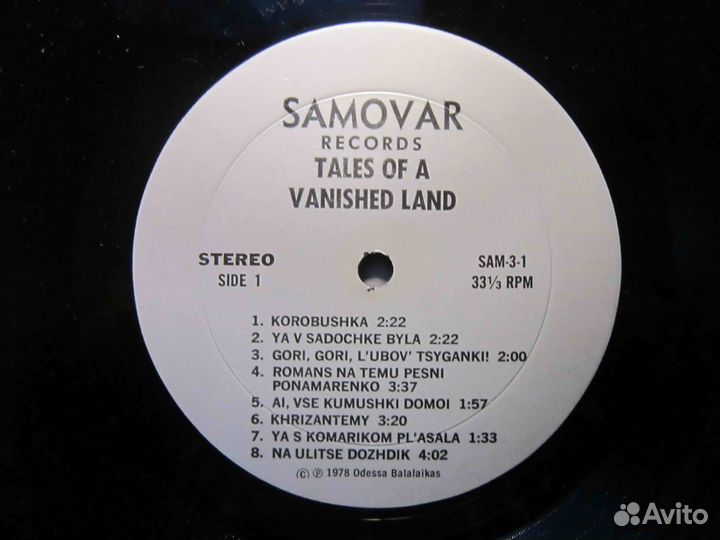 SAMOVAR
RECORDS
TALES OF A
VANISHED LAND
STEREO
SIDE 1
SAM-3-1
33⅓ RPM
1. KOROBUSHKA 2:22
2. YA V SADOCHKE BYLA 2:22
3. GORI, GORI, L'UBOV' TSYGANKI! 2:00
4. ROMANS NA TEMU PESNI
PONAMARENKO 3:37
5. AI, VSE KUMUSHKI DOMOI 1:57
6. KHRIZANTEMY 3:20
7. YA S KOMARIKOM PL'ASALA 1:33
8. NA ULITSE DOZHDIK 4:02
© ℗ 1978 Odessa Balalaikas
Avito